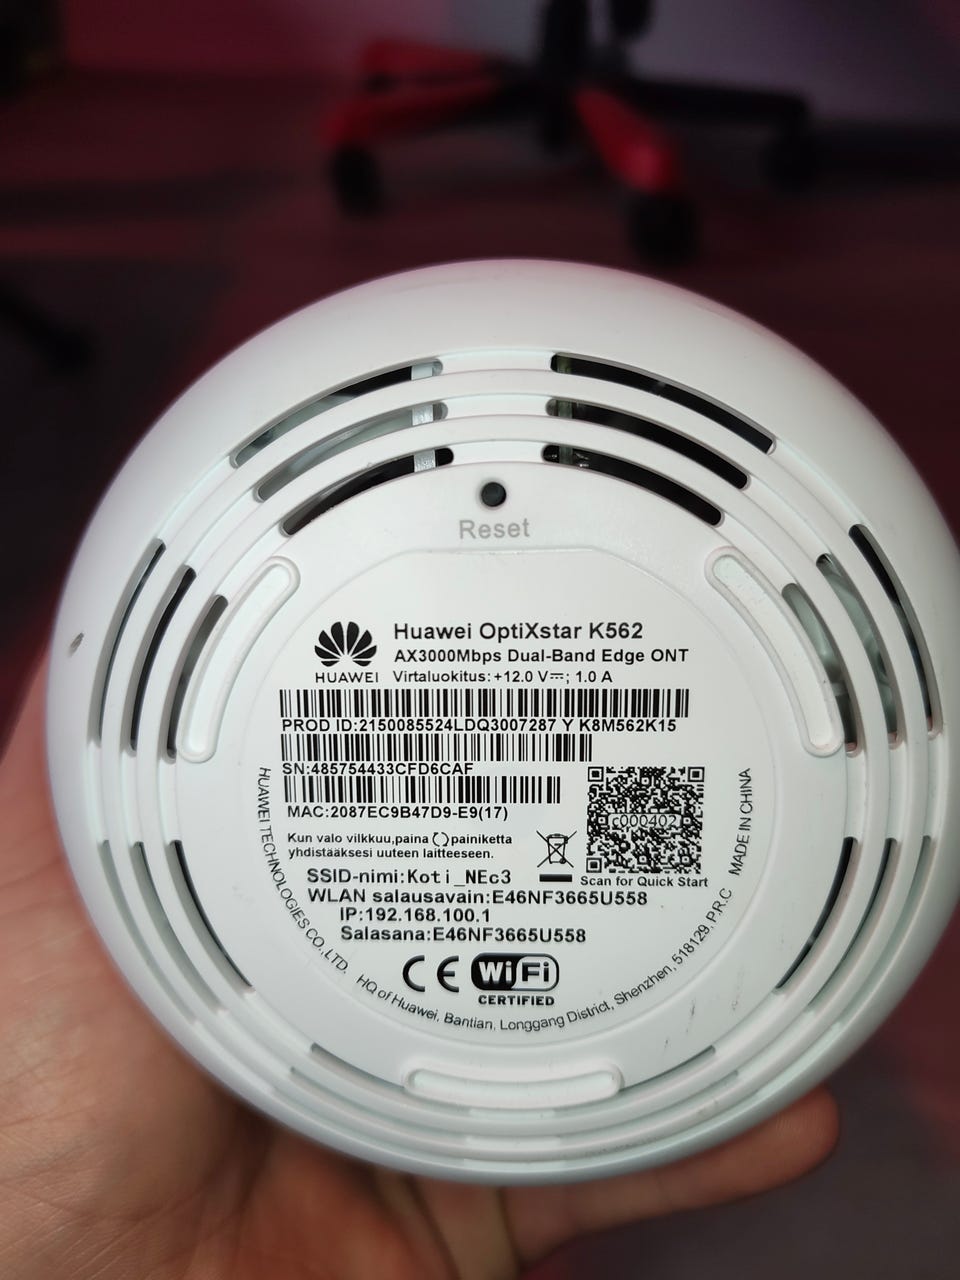 Reset
HUAWEI
Huawei OptiXstar K562
AX3000Mbps Dual-Band Edge ONT
Virtaluokitus:+12.0 V⎓; 1.0 A
PROD ID:2150085524LDQ3007287 Y K8M562K15
SN:485754433CFD6CAF
MAC:2087EC9B47D9-E9(17)
Kun valo vilkkuu,paina painiketta
yhdistääksesi uuteen laitteeseen.
c000402
Scan for Quick Start
SSID-nimi:Koti_NEc3
WLAN salausavain:E46NF3665U558
IP:192.168.100.1
Salasana:E46NF3665U558
CE WiFi
CERTIFIED
HUAWEI TECHNOLOGIES CO.,LTD. HQ of Huawei, Bantian, Longgang District, Shenzhen, 518129, P.R.C MADE IN CHINA